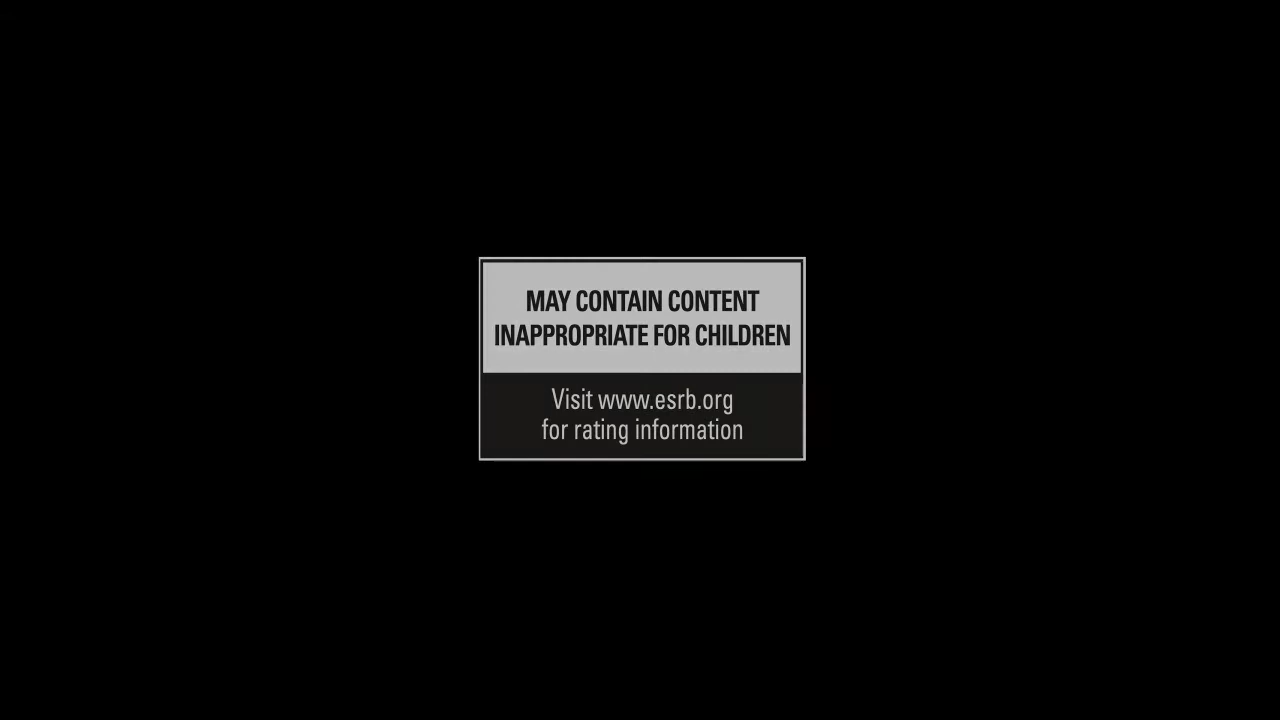 MAY CONTAIN CONTENT
INAPPROPRIATE FOR CHILDREN
Visit www.esrb.org
for rating information